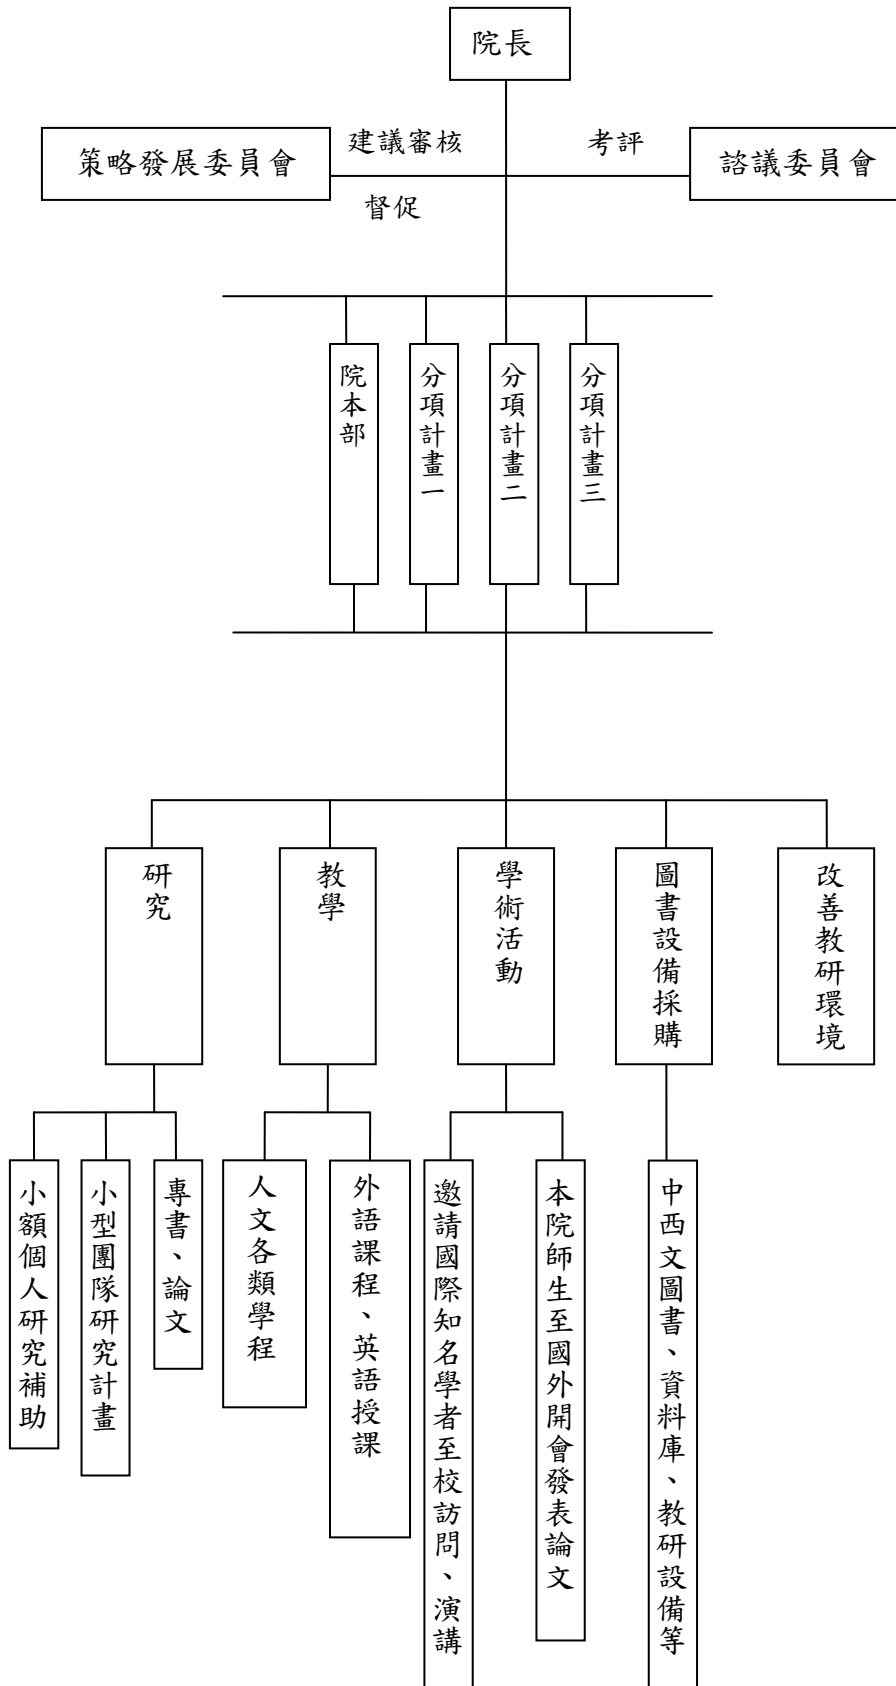 院長
策略發展委員會
建議審核
考評
諮議委員會
督促
院本部
分項計畫一
分項計畫二
分項計畫三
研究
教學
學術活動
圖書設備採購
改善教研環境
小額個人研究補助
小型團隊研究計畫
專書、論文
人文各類學程
外語課程、英語授課
邀請國際知名學者至校訪問、演講
本院師生至國外開會發表論文
中西文圖書、資料庫、教研設備等